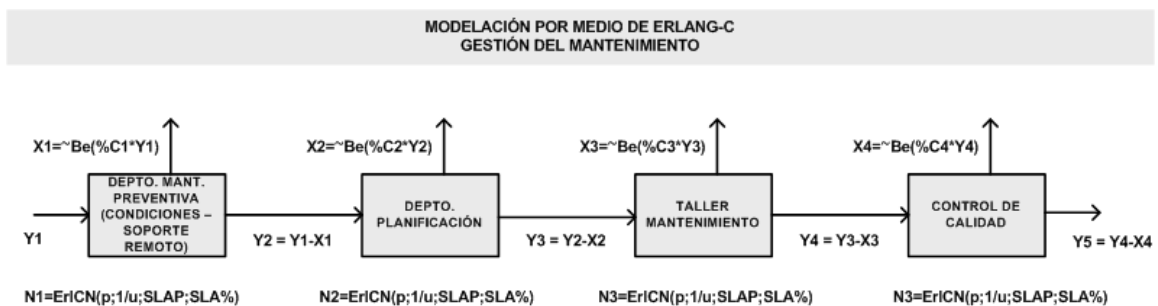 MODELACIÓN POR MEDIO DE ERLANG-C
GESTIÓN DEL MANTENIMIENTO
X1=~Be(%C1*Y1)
X2=~Be(%C2*Y2)
X3=~Be(%C3*Y3)
X4=~Be(%C4*Y4)
DEPTO. MANT.
PREVENTIVA
(CONDICIONES –
SOPORTE
REMOTO)
DEPTO.
PLANIFICACIÓN
TALLER
MANTENIMIENTO
CONTROL DE
CALIDAD
Y1
Y2 = Y1-X1
Y3 = Y2-X2
Y4 = Y3-X3
Y5 = Y4-X4
N1=ErlCN(p;1/u;SLAP;SLA%)
N2=ErlCN(p;1/u;SLAP;SLA%)
N3=ErlCN(p;1/u;SLAP;SLA%)
N3=ErlCN(p;1/u;SLAP;SLA%)